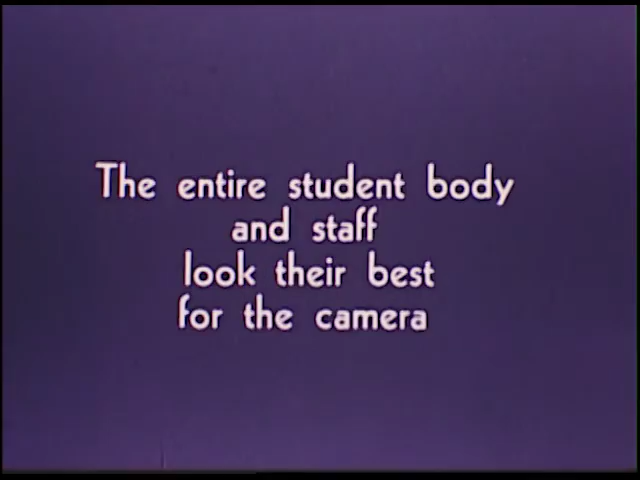 The entire student body
and staff
look their best
for the camera